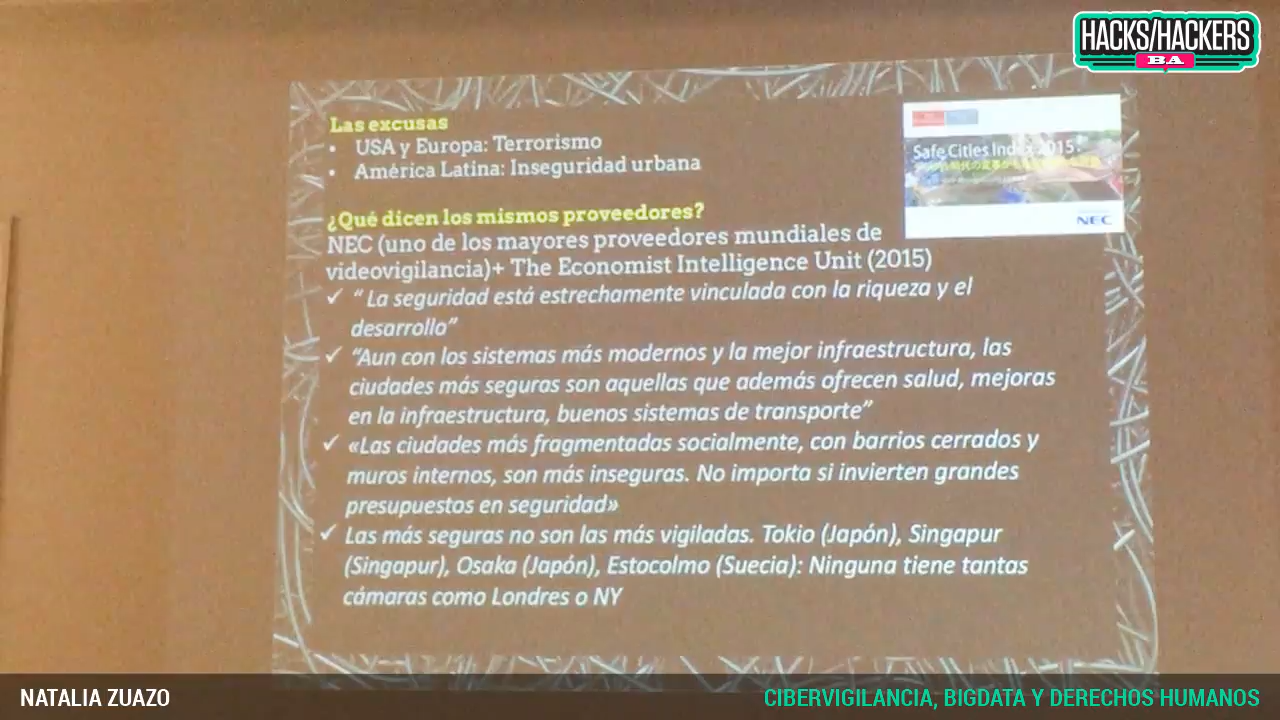 HACKS/HACKERS
BA
Las excusas
• USA y Europa: Terrorismo
• América Latina: Inseguridad urbana
¿Qué dicen los mismos proveedores?
NEC (uno de los mayores proveedores mundiales de
videovigilancia)+ The Economist Intelligence Unit (2015)
✓ “ La seguridad está estrechamente vinculada con la riqueza y el
desarrollo”
✓ “Aun con los sistemas más modernos y la mejor infraestructura, las
ciudades más seguras son aquellas que además ofrecen salud, mejoras
en la infraestructura, buenos sistemas de transporte”
✓ «Las ciudades más fragmentadas socialmente, con barrios cerrados y
muros internos, son más inseguras. No importa si invierten grandes
presupuestos en seguridad»
✓ Las más seguras no son las más vigiladas. Tokio (Japón), Singapur
(Singapur), Osaka (Japón), Estocolmo (Suecia): Ninguna tiene tantas
cámaras como Londres o NY
Safe Cities Index 2015:
NEC
NATALIA ZUAZO
CIBERVIGILANCIA, BIGDATA Y DERECHOS HUMANOS